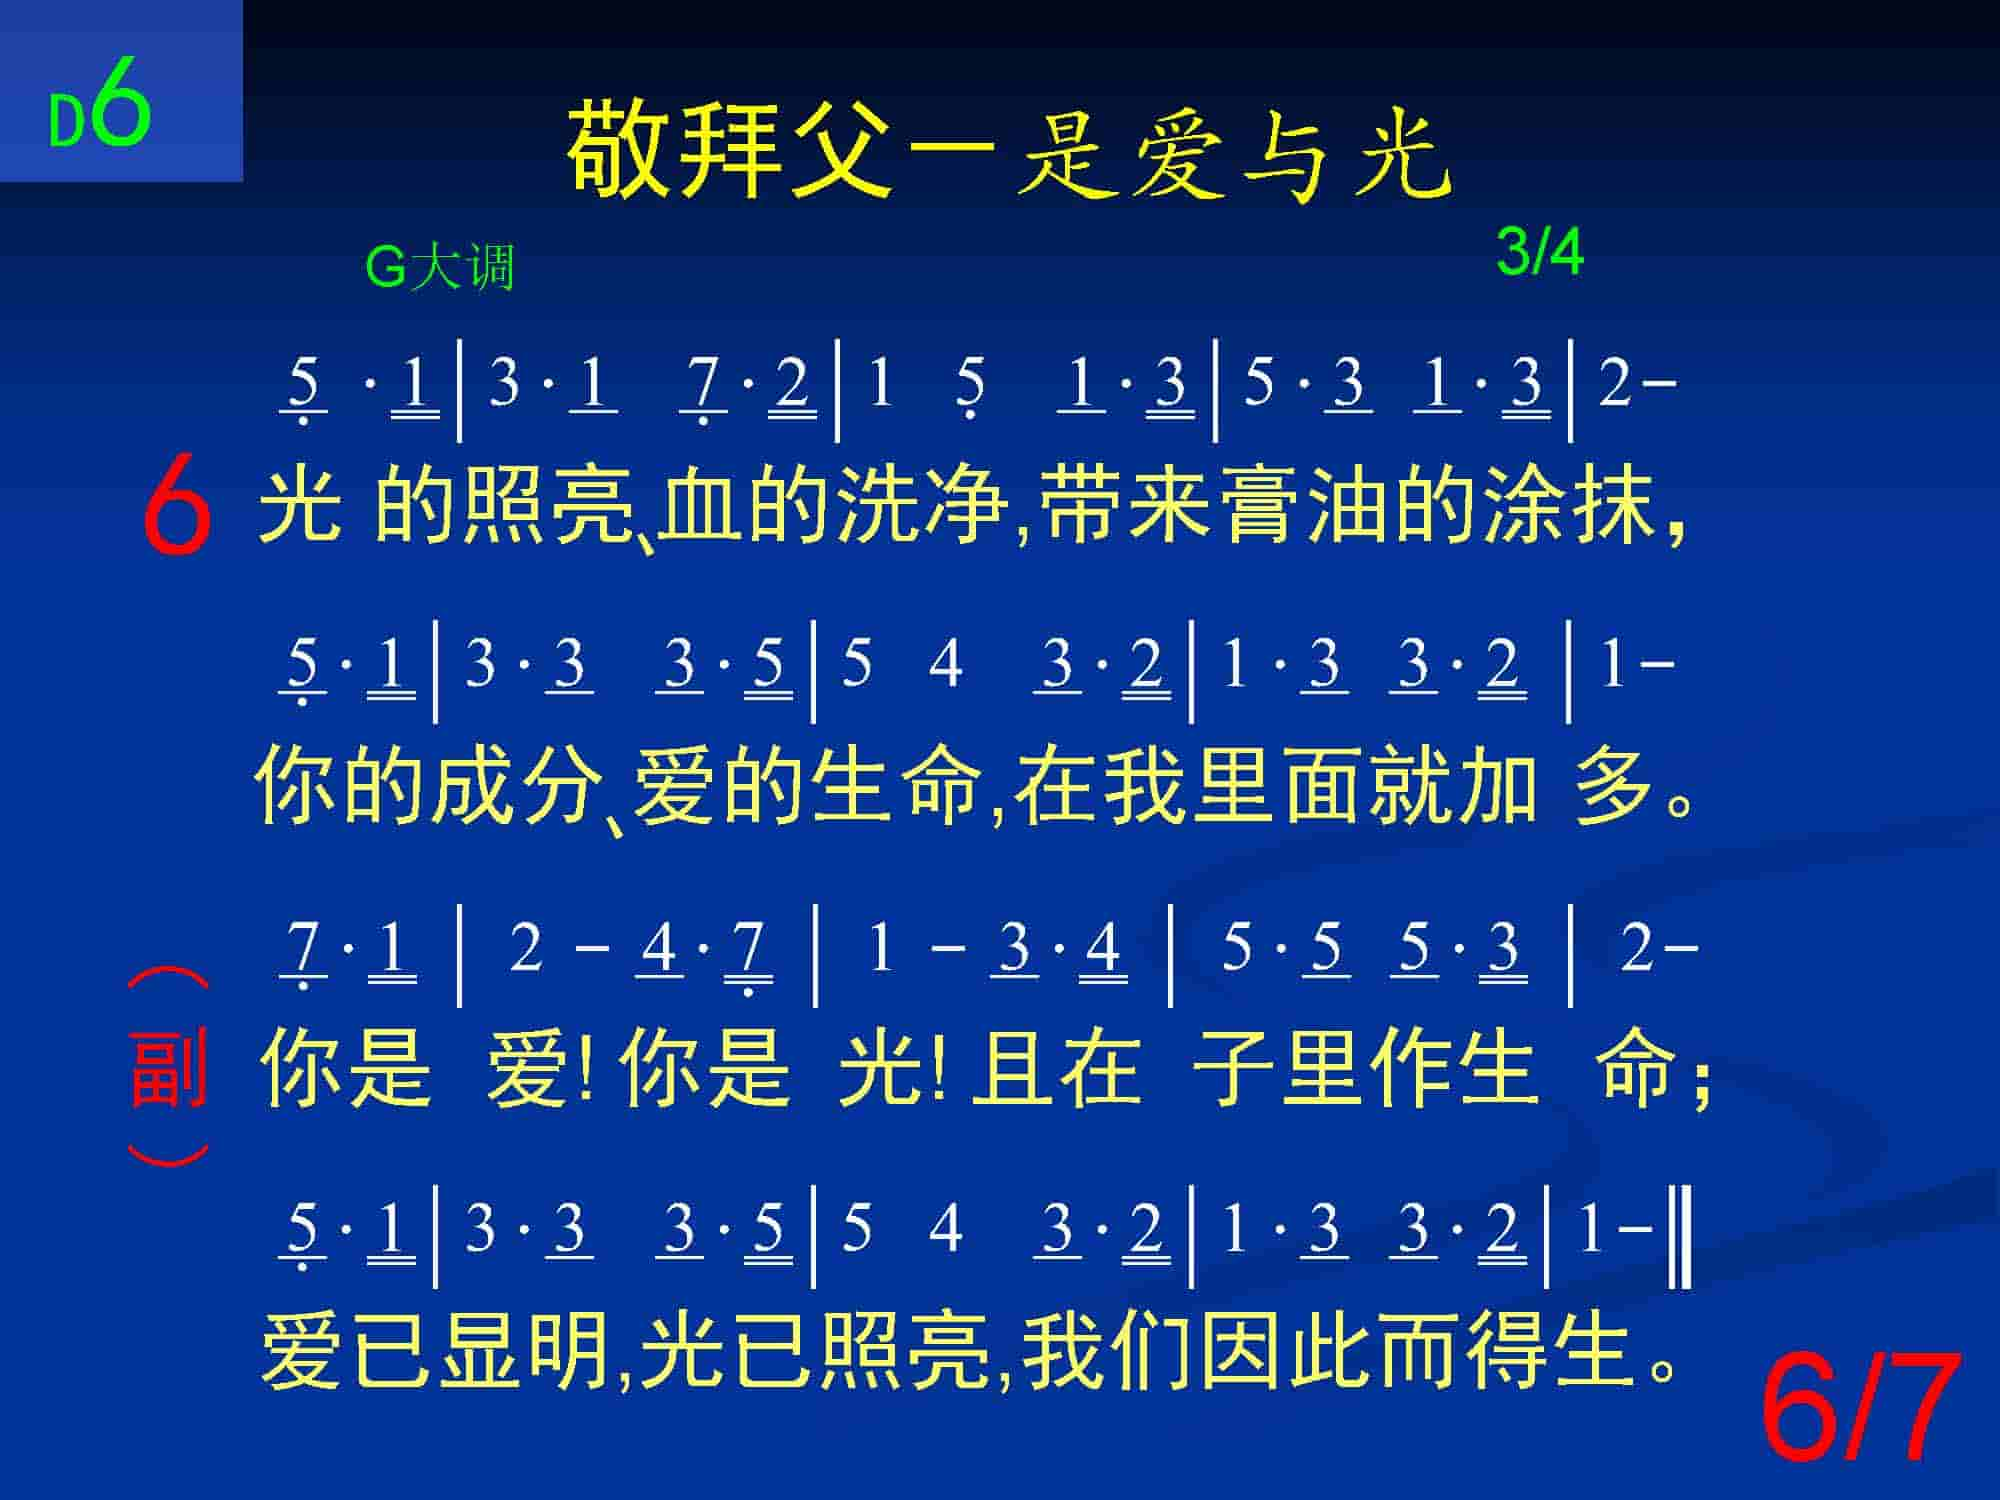 D6
敬拜父－是爱与光
G大调 3/4
5 · 1 | 3 · 1 7 · 2 | 1 5 1 · 3 | 5 · 3 1 · 3 | 2 -
6 光 的照亮、血的洗净,带来膏油的涂抹，
5 · 1 | 3 · 3 3 · 5 | 5 4 3 · 2 | 1 · 3 3 · 2 | 1 -
你的成分、爱的生命,在我里面就加 多。
7 · 1 | 2 - 4 · 7 | 1 - 3 · 4 | 5 · 5 5 · 3 | 2 -
（副） 你是 爱! 你是 光! 且在 子里作生 命；
5 · 1 | 3 · 3 3 · 5 | 5 4 3 · 2 | 1 · 3 3 · 2 | 1 - ‖
爱已显明,光已照亮,我们因此而得生。
6/7